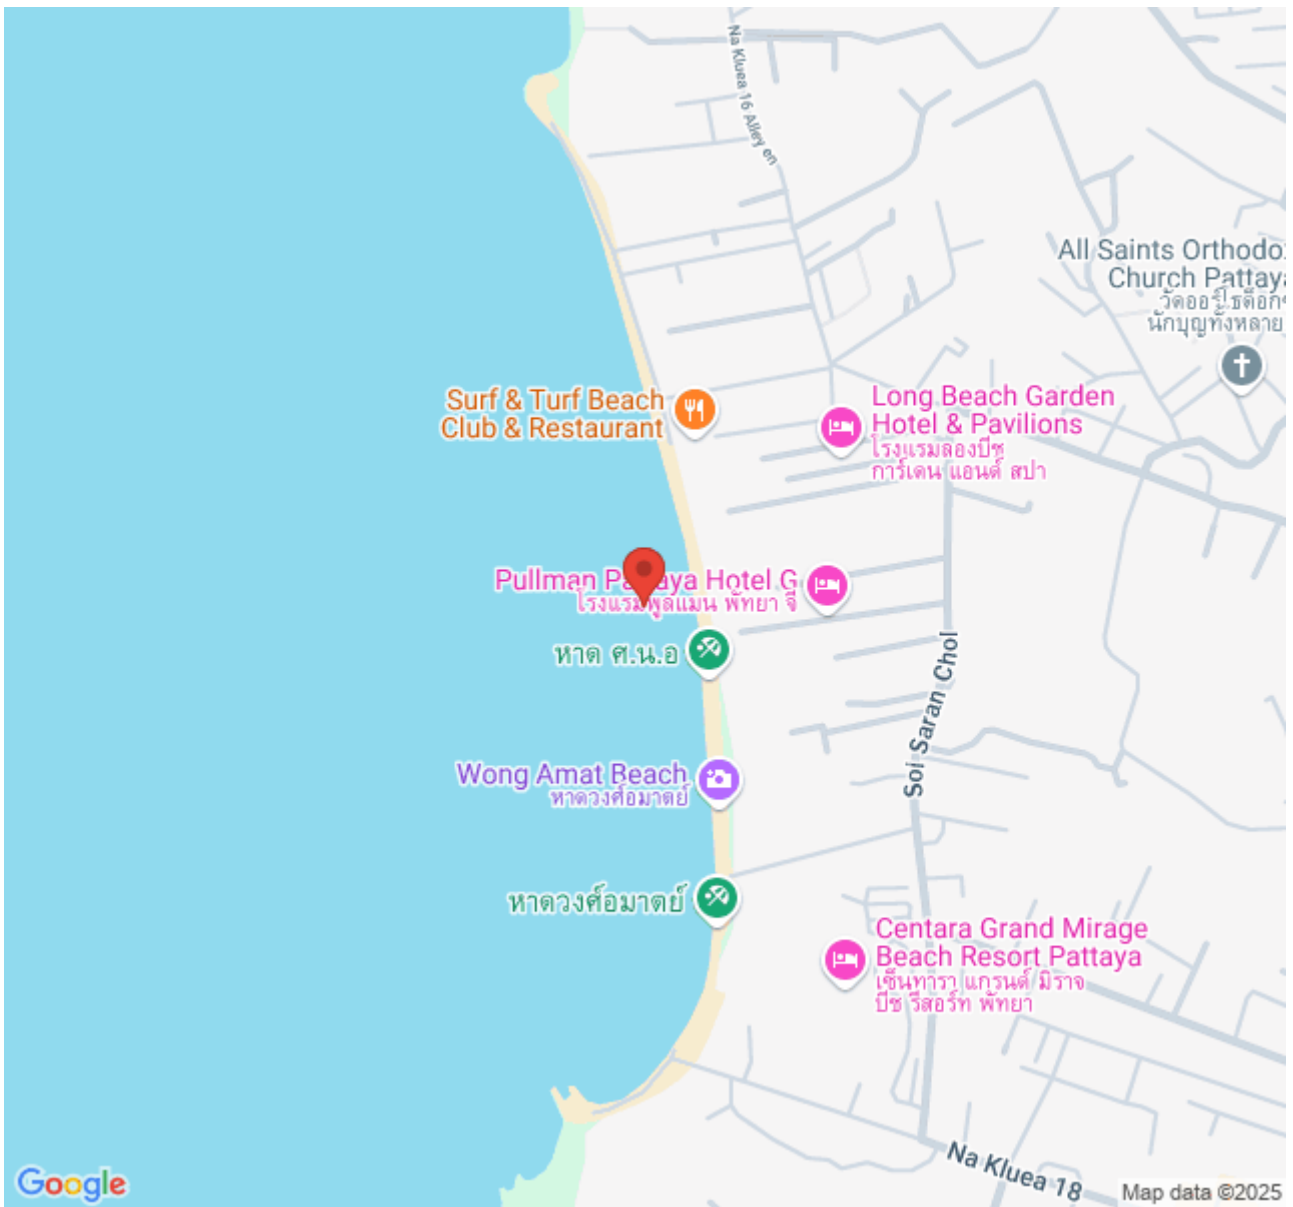 Na Kluea 16 Alley en
All Saints Orthodo
Church Pattaya
วัดออร์โธด็อกซ
นักบุญทั้งหลาย
Surf & Turf Beach
Club & Restaurant
Long Beach Garden
Hotel & Pavilions
โรงแรมลองบีช
การ์เดน แอนด์ สปา
Pullman Pattaya Hotel G
โรงแรมพูลแมน พัทยา จี
หาด ศ.น.อ
Soi Saran Chol
Wong Amat Beach
หาดวงศ์อมาตย์
หาดวงศ์อมาตย์
Centara Grand Mirage
Beach Resort Pattaya
เซ็นทารา แกรนด์ มิราจ
บีช รีสอร์ท พัทยา
Na Kluea 18
Google
Map data ©2025